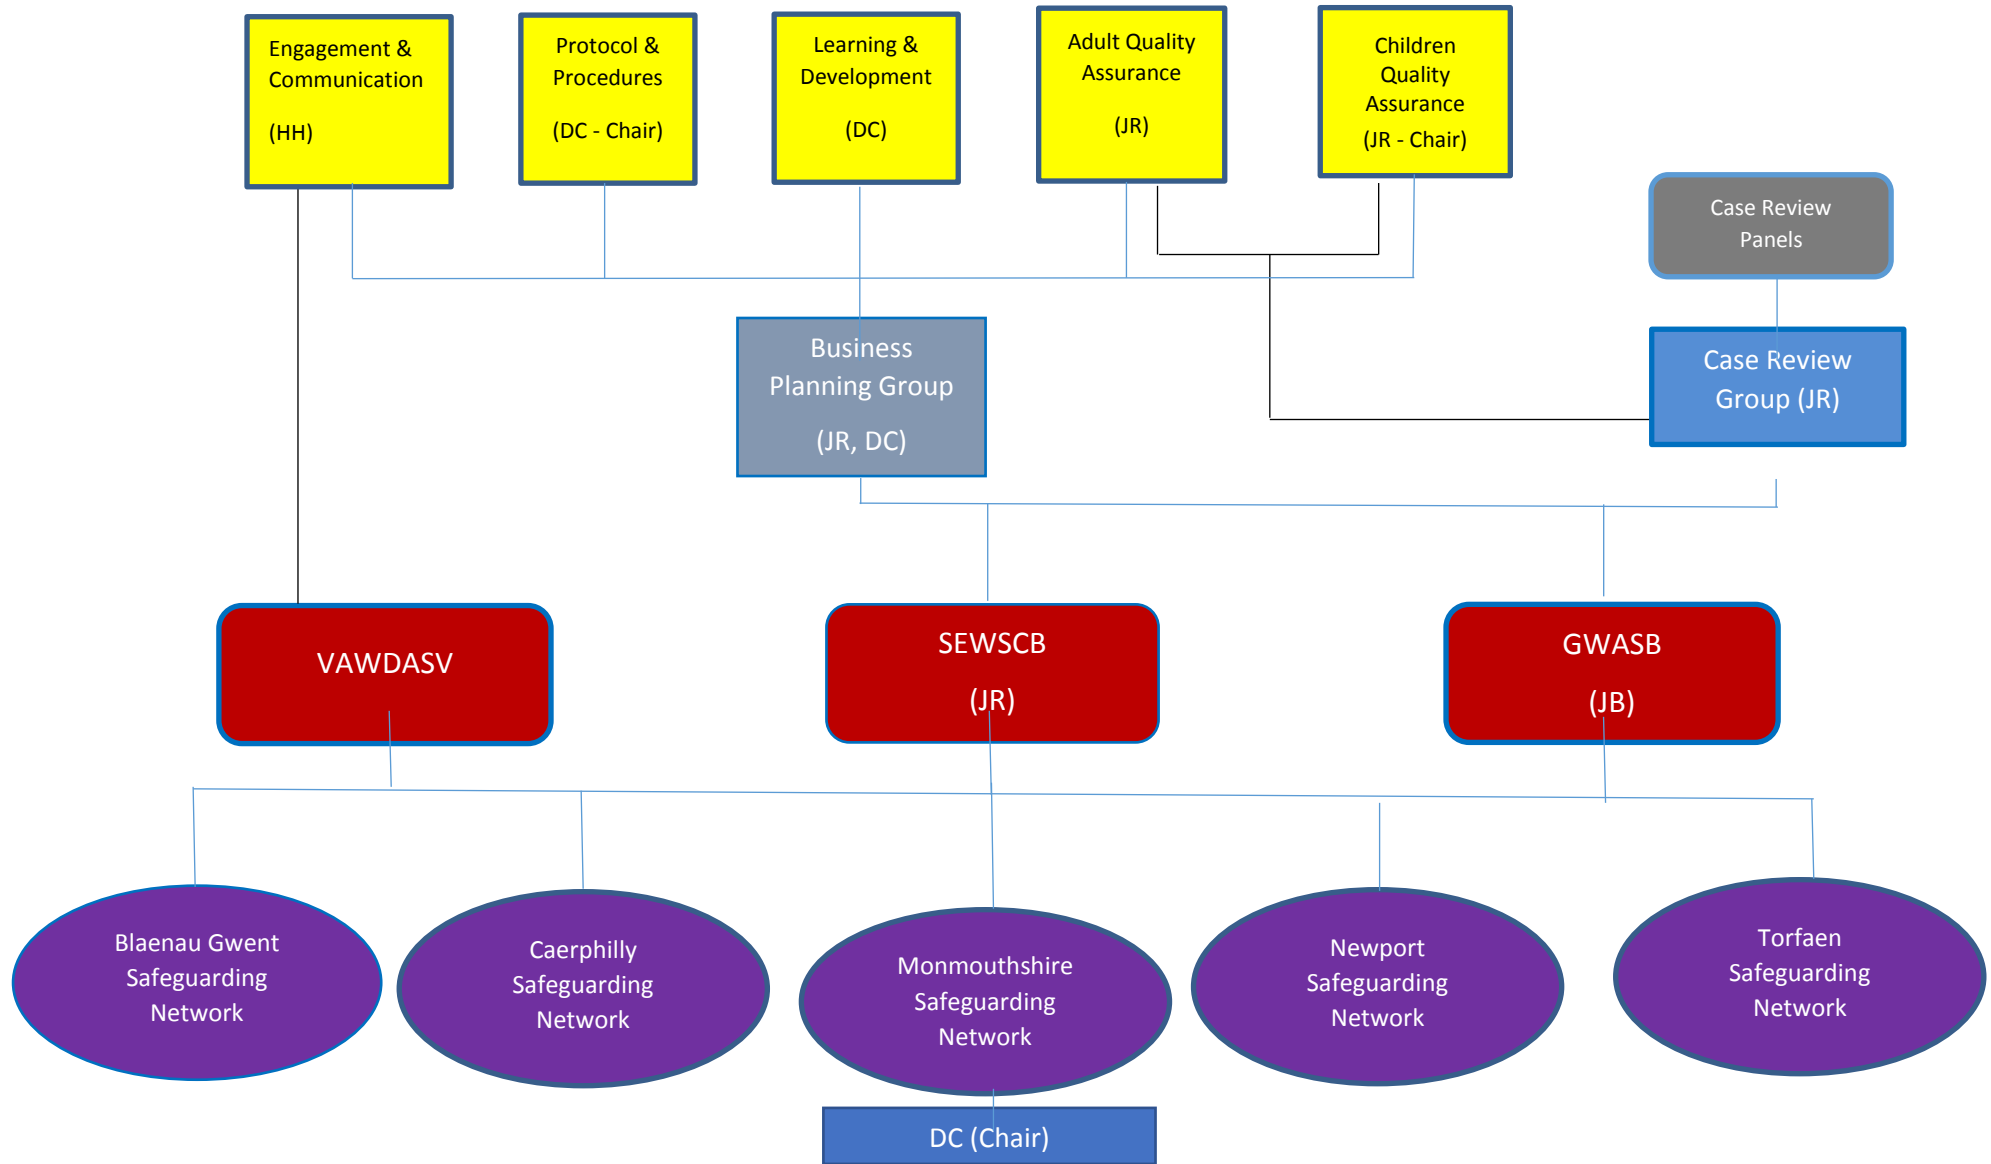 Engagement &
Communication
(HH)
Protocol &
Procedures
(DC - Chair)
Learning &
Development
(DC)
Adult Quality
Assurance
(JR)
Children
Quality
Assurance
(JR - Chair)
Case Review
Panels
Business
Planning Group
(JR, DC)
Case Review
Group (JR)
VAWDASV
SEWSCB
(JR)
GWASB
(JB)
Blaenau Gwent
Safeguarding
Network
Caerphilly
Safeguarding
Network
Monmouthshire
Safeguarding
Network
Newport
Safeguarding
Network
Torfaen
Safeguarding
Network
DC (Chair)